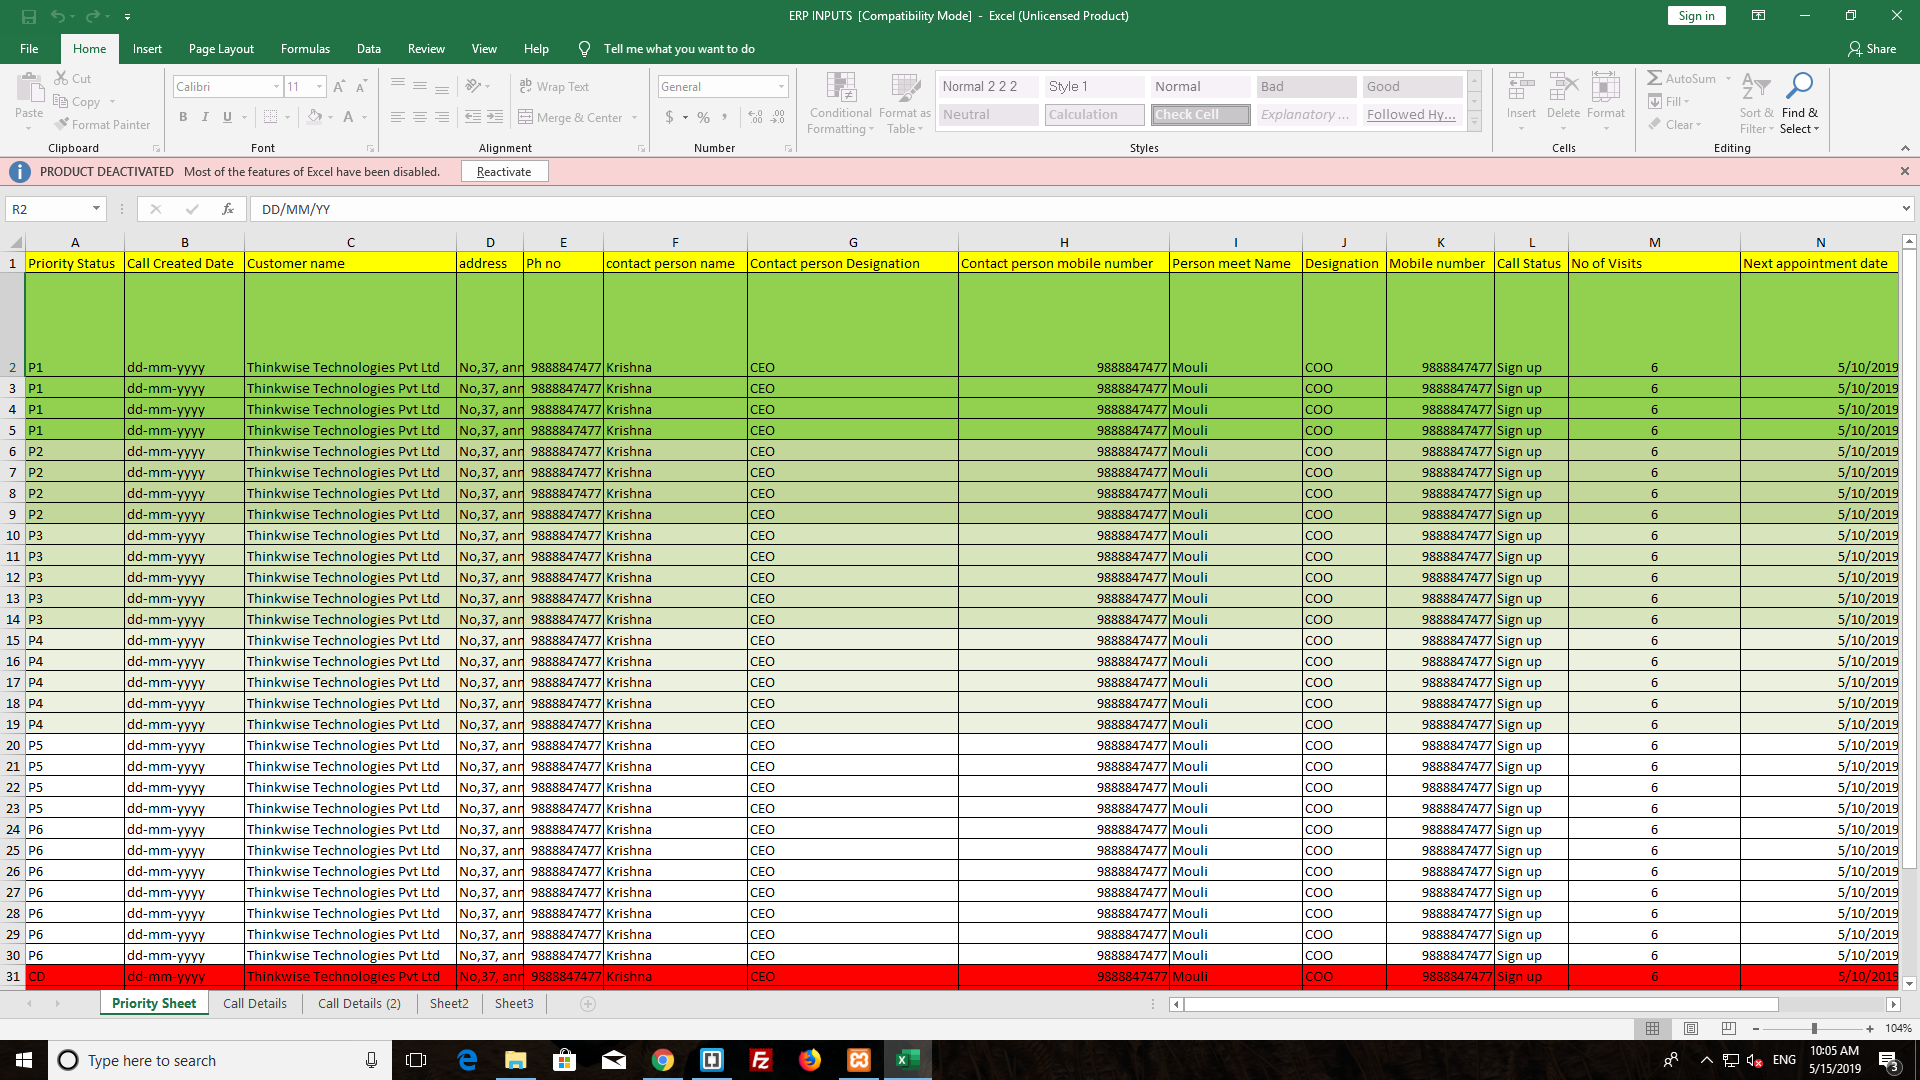 ERP INPUTS  [Compatibility Mode]  -  Excel (Unlicensed Product)
Sign in
File Home Insert Page Layout Formulas Data Review View Help Tell me what you want to do Share
Cut
Copy
Format Painter
Paste
Clipboard
Calibri 11
B I U
Font
Wrap Text
Merge & Center
Alignment
General
$ % ,
Number
Conditional Formatting
Format as Table
Normal 2 2 2 Style 1 Normal Bad Good
Neutral Calculation Check Cell Explanatory ... Followed Hy...
Styles
Insert Delete Format
Cells
AutoSum
Fill
Clear
Sort & Filter
Find & Select
Editing
PRODUCT DEACTIVATED Most of the features of Excel have been disabled. Reactivate
R2 fx DD/MM/YY
A B C D E F G H I J K L M N
1 Priority Status Call Created Date Customer name address Ph no contact person name Contact person Designation Contact person mobile number Person meet Name Designation Mobile number Call Status No of Visits Next appointment date
2 P1 dd-mm-yyyy Thinkwise Technologies Pvt Ltd No,37, ann 9888847477 Krishna CEO 9888847477 Mouli COO 9888847477 Sign up 6 5/10/2019
3 P1 dd-mm-yyyy Thinkwise Technologies Pvt Ltd No,37, ann 9888847477 Krishna CEO 9888847477 Mouli COO 9888847477 Sign up 6 5/10/2019
4 P1 dd-mm-yyyy Thinkwise Technologies Pvt Ltd No,37, ann 9888847477 Krishna CEO 9888847477 Mouli COO 9888847477 Sign up 6 5/10/2019
5 P1 dd-mm-yyyy Thinkwise Technologies Pvt Ltd No,37, ann 9888847477 Krishna CEO 9888847477 Mouli COO 9888847477 Sign up 6 5/10/2019
6 P2 dd-mm-yyyy Thinkwise Technologies Pvt Ltd No,37, ann 9888847477 Krishna CEO 9888847477 Mouli COO 9888847477 Sign up 6 5/10/2019
7 P2 dd-mm-yyyy Thinkwise Technologies Pvt Ltd No,37, ann 9888847477 Krishna CEO 9888847477 Mouli COO 9888847477 Sign up 6 5/10/2019
8 P2 dd-mm-yyyy Thinkwise Technologies Pvt Ltd No,37, ann 9888847477 Krishna CEO 9888847477 Mouli COO 9888847477 Sign up 6 5/10/2019
9 P2 dd-mm-yyyy Thinkwise Technologies Pvt Ltd No,37, ann 9888847477 Krishna CEO 9888847477 Mouli COO 9888847477 Sign up 6 5/10/2019
10 P3 dd-mm-yyyy Thinkwise Technologies Pvt Ltd No,37, ann 9888847477 Krishna CEO 9888847477 Mouli COO 9888847477 Sign up 6 5/10/2019
11 P3 dd-mm-yyyy Thinkwise Technologies Pvt Ltd No,37, ann 9888847477 Krishna CEO 9888847477 Mouli COO 9888847477 Sign up 6 5/10/2019
12 P3 dd-mm-yyyy Thinkwise Technologies Pvt Ltd No,37, ann 9888847477 Krishna CEO 9888847477 Mouli COO 9888847477 Sign up 6 5/10/2019
13 P3 dd-mm-yyyy Thinkwise Technologies Pvt Ltd No,37, ann 9888847477 Krishna CEO 9888847477 Mouli COO 9888847477 Sign up 6 5/10/2019
14 P3 dd-mm-yyyy Thinkwise Technologies Pvt Ltd No,37, ann 9888847477 Krishna CEO 9888847477 Mouli COO 9888847477 Sign up 6 5/10/2019
15 P4 dd-mm-yyyy Thinkwise Technologies Pvt Ltd No,37, ann 9888847477 Krishna CEO 9888847477 Mouli COO 9888847477 Sign up 6 5/10/2019
16 P4 dd-mm-yyyy Thinkwise Technologies Pvt Ltd No,37, ann 9888847477 Krishna CEO 9888847477 Mouli COO 9888847477 Sign up 6 5/10/2019
17 P4 dd-mm-yyyy Thinkwise Technologies Pvt Ltd No,37, ann 9888847477 Krishna CEO 9888847477 Mouli COO 9888847477 Sign up 6 5/10/2019
18 P4 dd-mm-yyyy Thinkwise Technologies Pvt Ltd No,37, ann 9888847477 Krishna CEO 9888847477 Mouli COO 9888847477 Sign up 6 5/10/2019
19 P4 dd-mm-yyyy Thinkwise Technologies Pvt Ltd No,37, ann 9888847477 Krishna CEO 9888847477 Mouli COO 9888847477 Sign up 6 5/10/2019
20 P5 dd-mm-yyyy Thinkwise Technologies Pvt Ltd No,37, ann 9888847477 Krishna CEO 9888847477 Mouli COO 9888847477 Sign up 6 5/10/2019
21 P5 dd-mm-yyyy Thinkwise Technologies Pvt Ltd No,37, ann 9888847477 Krishna CEO 9888847477 Mouli COO 9888847477 Sign up 6 5/10/2019
22 P5 dd-mm-yyyy Thinkwise Technologies Pvt Ltd No,37, ann 9888847477 Krishna CEO 9888847477 Mouli COO 9888847477 Sign up 6 5/10/2019
23 P5 dd-mm-yyyy Thinkwise Technologies Pvt Ltd No,37, ann 9888847477 Krishna CEO 9888847477 Mouli COO 9888847477 Sign up 6 5/10/2019
24 P6 dd-mm-yyyy Thinkwise Technologies Pvt Ltd No,37, ann 9888847477 Krishna CEO 9888847477 Mouli COO 9888847477 Sign up 6 5/10/2019
25 P6 dd-mm-yyyy Thinkwise Technologies Pvt Ltd No,37, ann 9888847477 Krishna CEO 9888847477 Mouli COO 9888847477 Sign up 6 5/10/2019
26 P6 dd-mm-yyyy Thinkwise Technologies Pvt Ltd No,37, ann 9888847477 Krishna CEO 9888847477 Mouli COO 9888847477 Sign up 6 5/10/2019
27 P6 dd-mm-yyyy Thinkwise Technologies Pvt Ltd No,37, ann 9888847477 Krishna CEO 9888847477 Mouli COO 9888847477 Sign up 6 5/10/2019
28 P6 dd-mm-yyyy Thinkwise Technologies Pvt Ltd No,37, ann 9888847477 Krishna CEO 9888847477 Mouli COO 9888847477 Sign up 6 5/10/2019
29 P6 dd-mm-yyyy Thinkwise Technologies Pvt Ltd No,37, ann 9888847477 Krishna CEO 9888847477 Mouli COO 9888847477 Sign up 6 5/10/2019
30 P6 dd-mm-yyyy Thinkwise Technologies Pvt Ltd No,37, ann 9888847477 Krishna CEO 9888847477 Mouli COO 9888847477 Sign up 6 5/10/2019
31 CD dd-mm-yyyy Thinkwise Technologies Pvt Ltd No,37, ann 9888847477 Krishna CEO 9888847477 Mouli COO 9888847477 Sign up 6 5/10/2019
Priority Sheet Call Details Call Details (2) Sheet2 Sheet3
104%
Type here to search
ENG
10:05 AM
5/15/2019
3